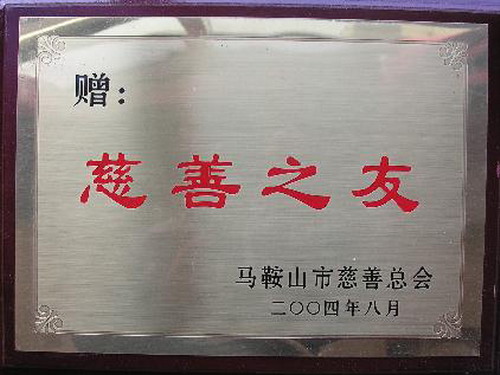 赠：
慈善之友
马鞍山市慈善总会
二〇〇四年八月